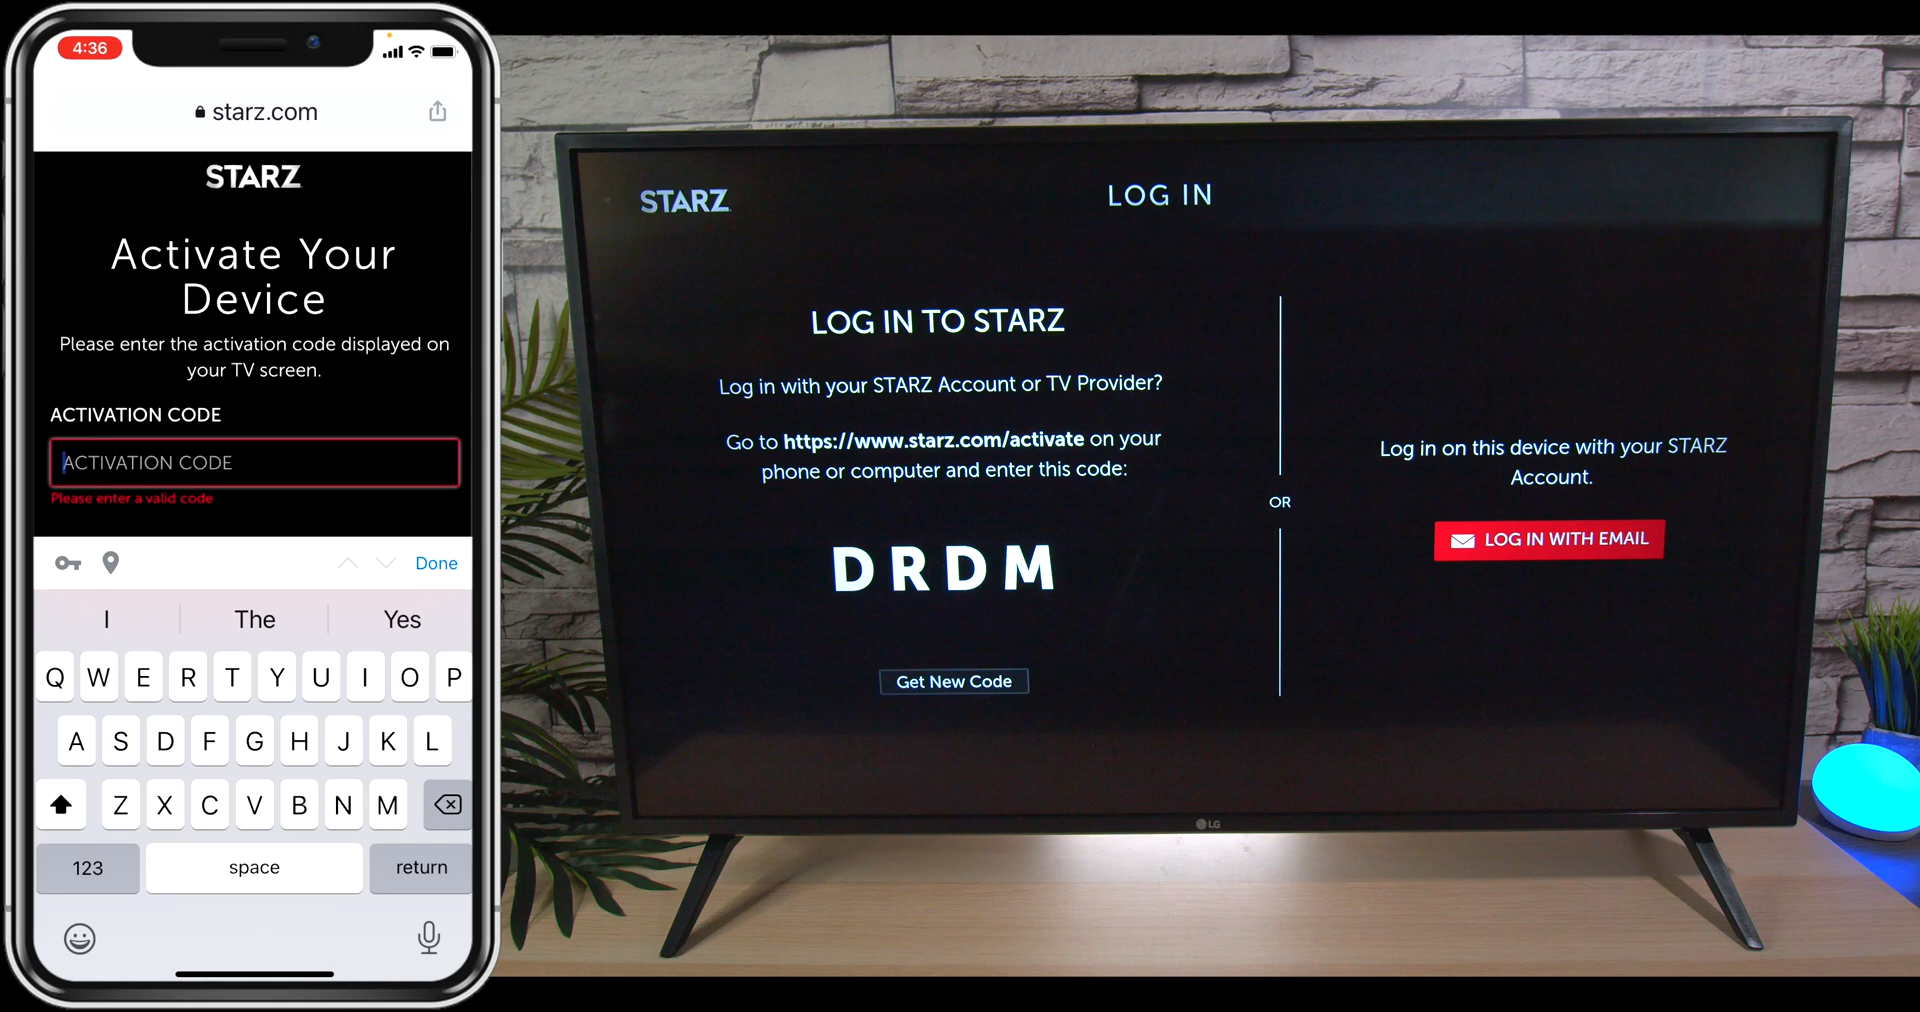 4:36
starz.com
STARZ
Activate Your
Device
Please enter the activation code displayed on
your TV screen.
ACTIVATION CODE
ACTIVATION CODE
Please enter a valid code
Done
I The Yes
Q W E R T Y U I O P
A S D F G H J K L
Z X C V B N M
123 space return
STARZ
LOG IN
LOG IN TO STARZ
Log in with your STARZ Account or TV Provider?
Go to https://www.starz.com/activate on your
phone or computer and enter this code:
DRDM
Get New Code
OR
Log in on this device with your STARZ
Account.
LOG IN WITH EMAIL
LG